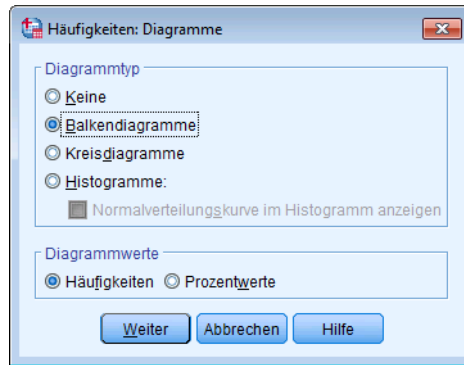 Häufigkeiten: Diagramme
Diagrammtyp
Keine
Balkendiagramme
Kreisdiagramme
Histogramme:
Normalverteilungskurve im Histogramm anzeigen
Diagrammwerte
Häufigkeiten Prozentwerte
Weiter Abbrechen Hilfe